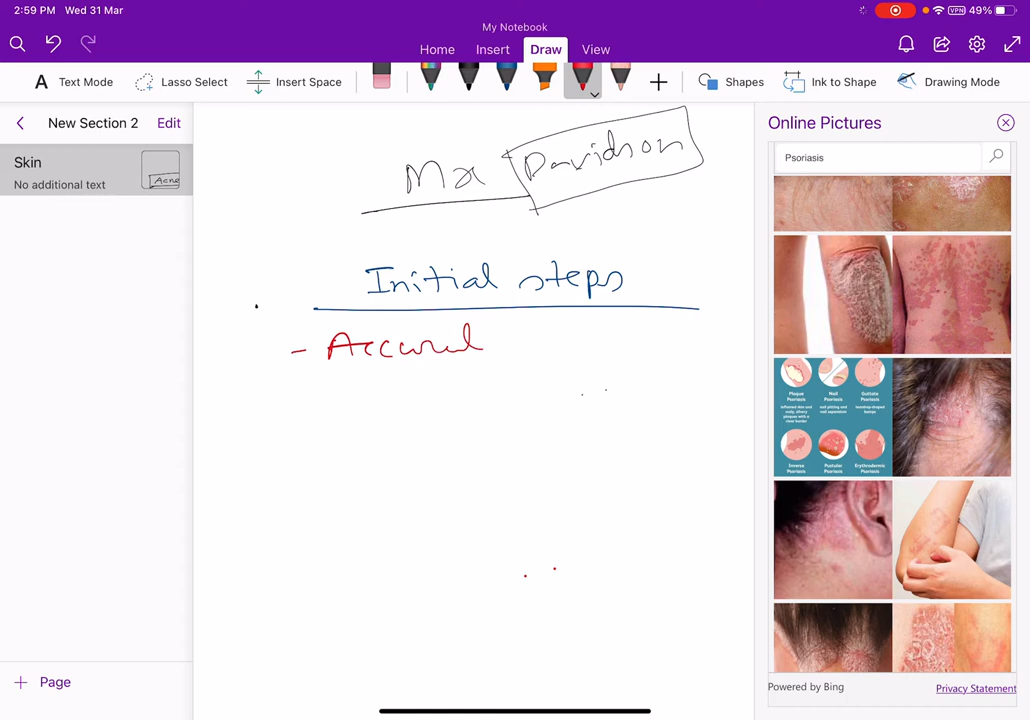 2:59 PM Wed 31 Mar
VPN 49%
My Notebook
Home Insert Draw View
A Text Mode Lasso Select Insert Space Shapes Ink to Shape Drawing Mode
New Section 2 Edit
Skin
No additional text
Acne
Mx Davidson
Initial steps
- Accurul
Online Pictures
Psoriasis
Plaque Psoriasis
Nail Psoriasis
Guttate Psoriasis
Inverse Psoriasis
Pustular Psoriasis
Erythrodermic Psoriasis
Powered by Bing
Privacy Statement
+ Page